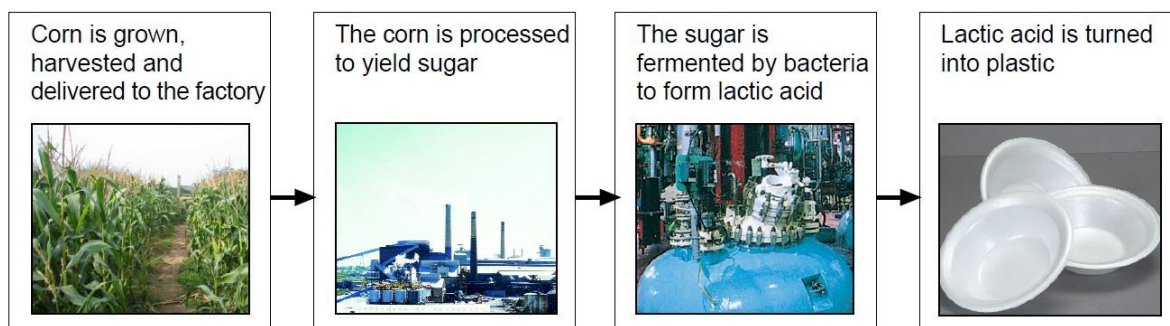 Corn is grown,
harvested and
delivered to the factory
The corn is processed
to yield sugar
The sugar is
fermented by bacteria
to form lactic acid
Lactic acid is turned
into plastic